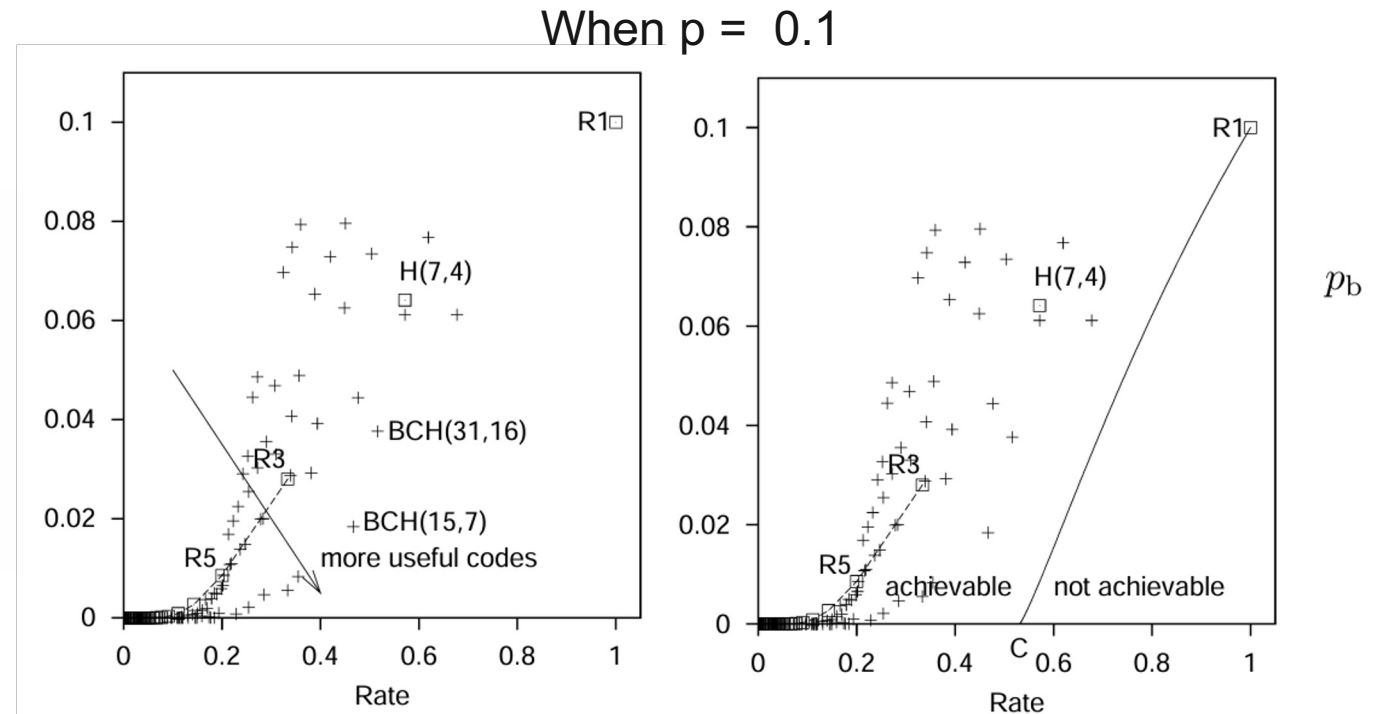 When p = 0.1
0.1
0.08
0.06
0.04
0.02
0
0
0.2
0.4
0.6
0.8
1
Rate
R1
H(7,4)
BCH(31,16)
R3
BCH(15,7)
R5
more useful codes
0.1
0.08
0.06
0.04
0.02
0
0
0.2
0.4
C
0.6
0.8
1
Rate
R1
H(7,4)
R3
R5
achievable
not achievable
p_b